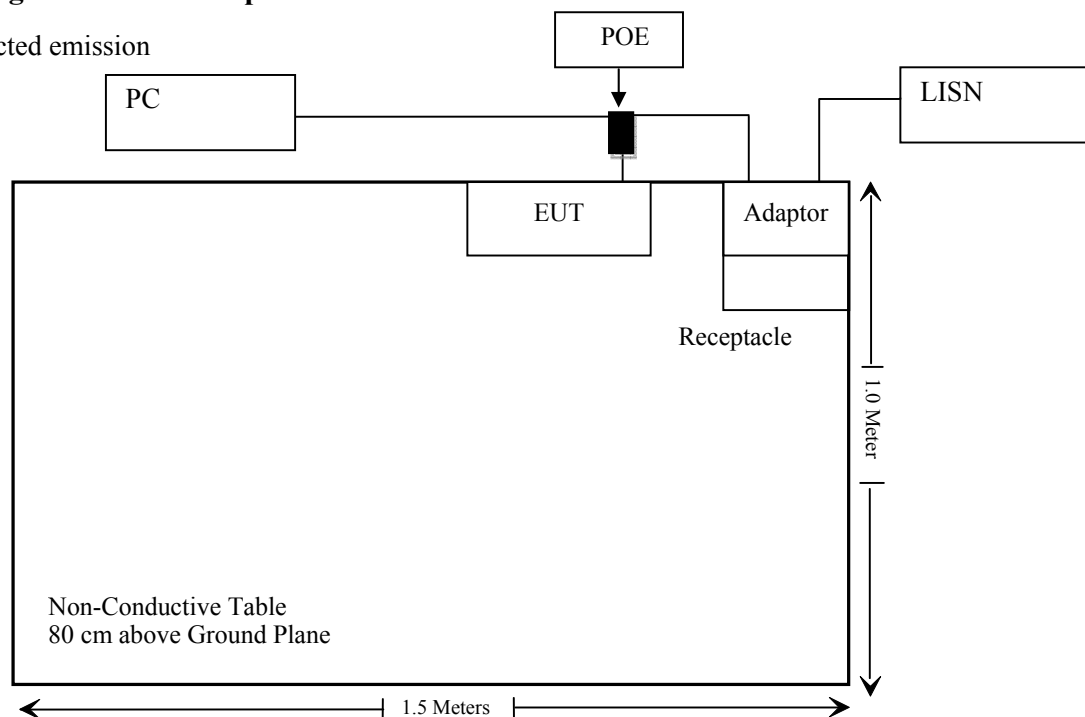 cted emission
POE
PC
LISN
EUT
Adaptor
Receptacle
1.0 Meter
Non-Conductive Table
80 cm above Ground Plane
1.5 Meters